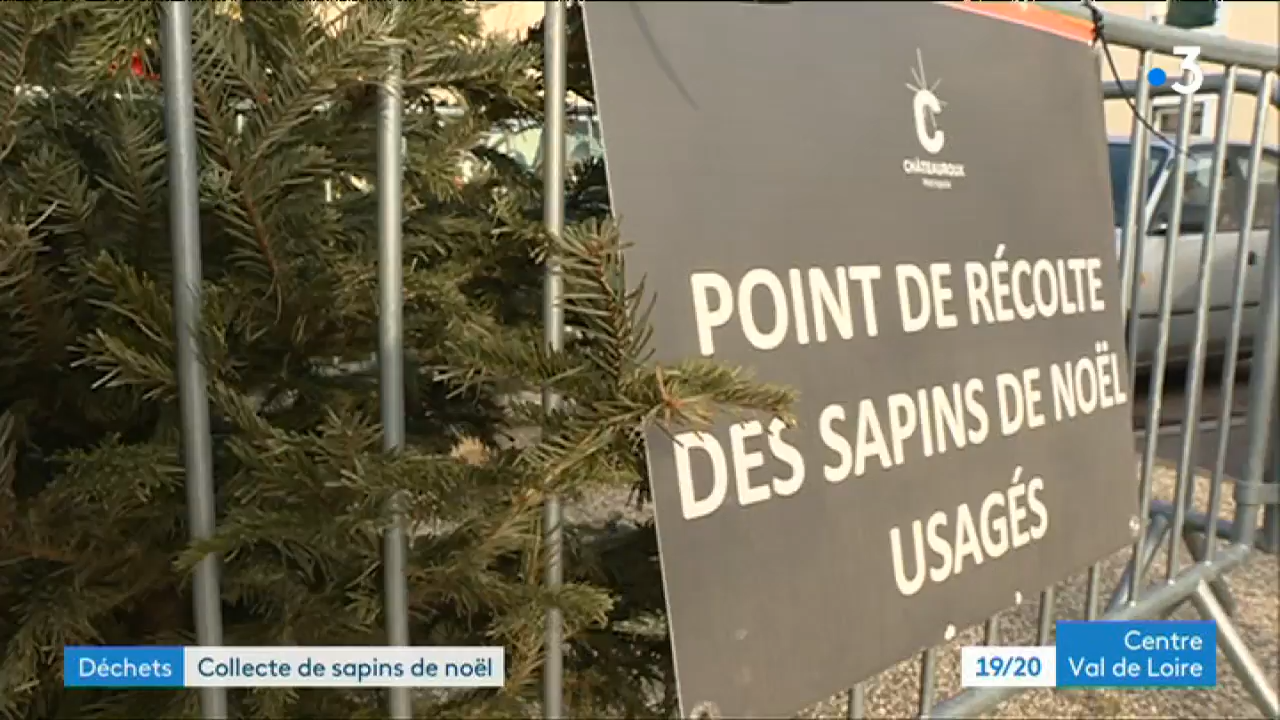 3
C
CHÂTEAUROUX
POINT DE RÉCOLTE
DES SAPINS DE NOËL
USAGÉS
Déchets Collecte de sapins de noël
19/20 Centre
Val de Loire